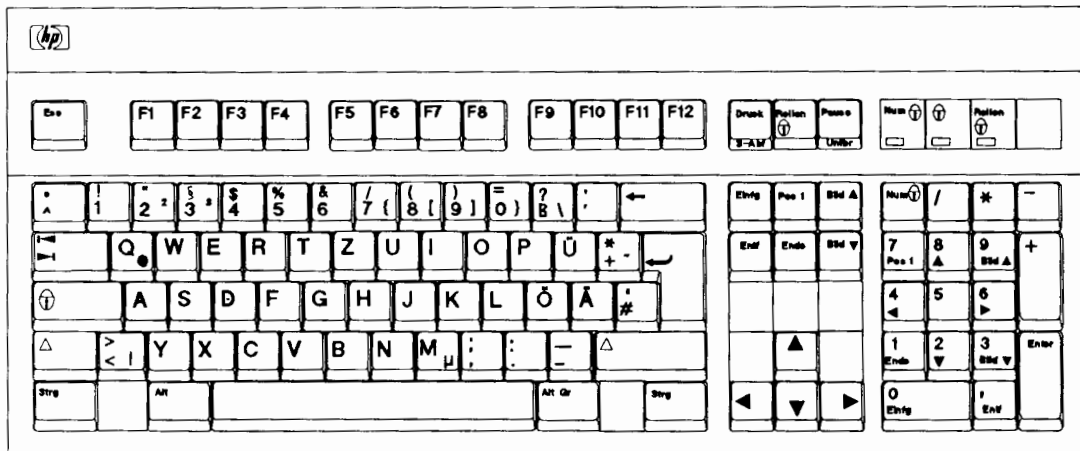 hp
Esc F1 F2 F3 F4 F5 F6 F7 F8 F9 F10 F11 F12 Druck Rollen Pause Num Rollen
S-Abf Untbr
! " § $ % & / ( ) = ?
^ 1 2 ² 3 ³ 4 5 6 7 { 8 [ 9 ] 0 } B \ ' ← Einfg Pos 1 Bild ▲ Num / * -
Q W E R T Z U I O P Ü * + Entf Ende Bild ▼ 7 Pos 1 8 ▲ 9 Bild ▲ +
A S D F G H J K L Ö Ä ' # 4 ◄ 5 6 ►
△ > < | Y X C V B N M µ ; , : . — – △ ▲ 1 Ende 2 ▼ 3 Bild ▼ Enter
Strg Alt Alt Gr Strg ◄ ▼ ► 0 Einfg , Entf